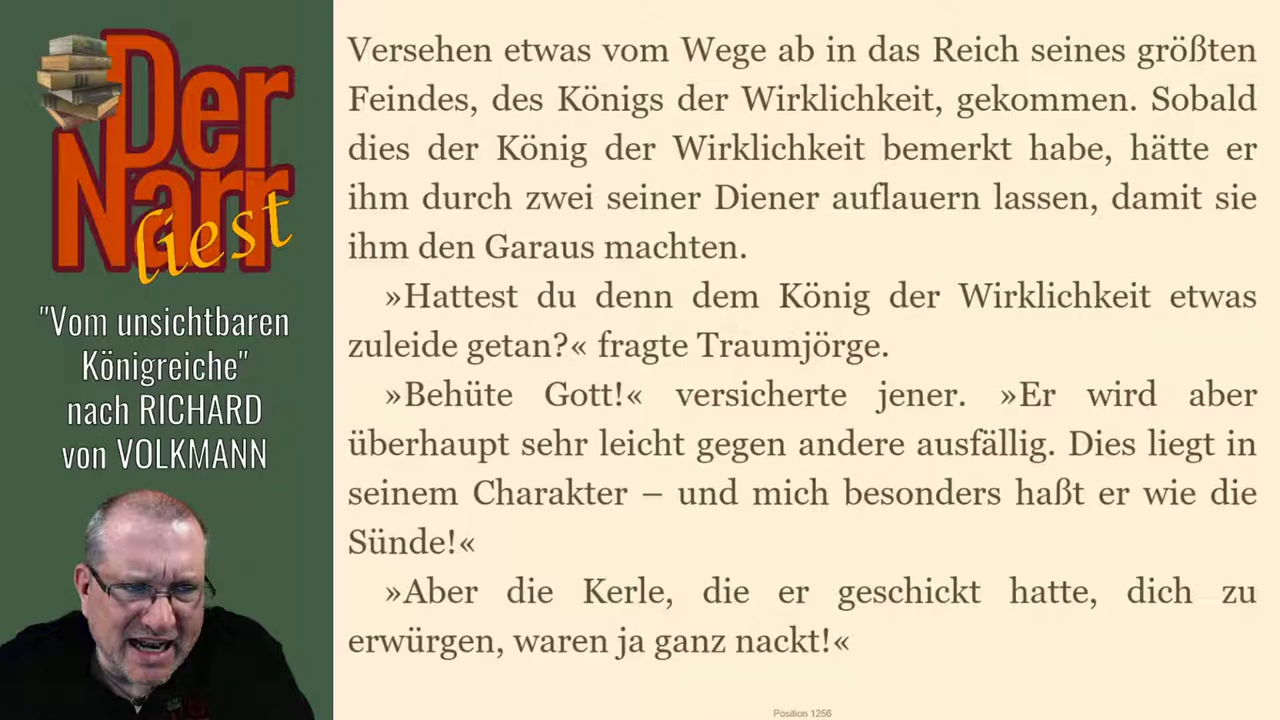 Der
Narr
liest
"Vom unsichtbaren
Königreiche"
nach RICHARD
von VOLKMANN
Versehen etwas vom Wege ab in das Reich seines größten
Feindes, des Königs der Wirklichkeit, gekommen. Sobald
dies der König der Wirklichkeit bemerkt habe, hätte er
ihm durch zwei seiner Diener auflauern lassen, damit sie
ihm den Garaus machten.
»Hattest du denn dem König der Wirklichkeit etwas
zuleide getan?« fragte Traumjörge.
»Behüte Gott!« versicherte jener. »Er wird aber
überhaupt sehr leicht gegen andere ausfällig. Dies liegt in
seinem Charakter – und mich besonders haßt er wie die
Sünde!«
»Aber die Kerle, die er geschickt hatte, dich zu
erwürgen, waren ja ganz nackt!«
Position 1256